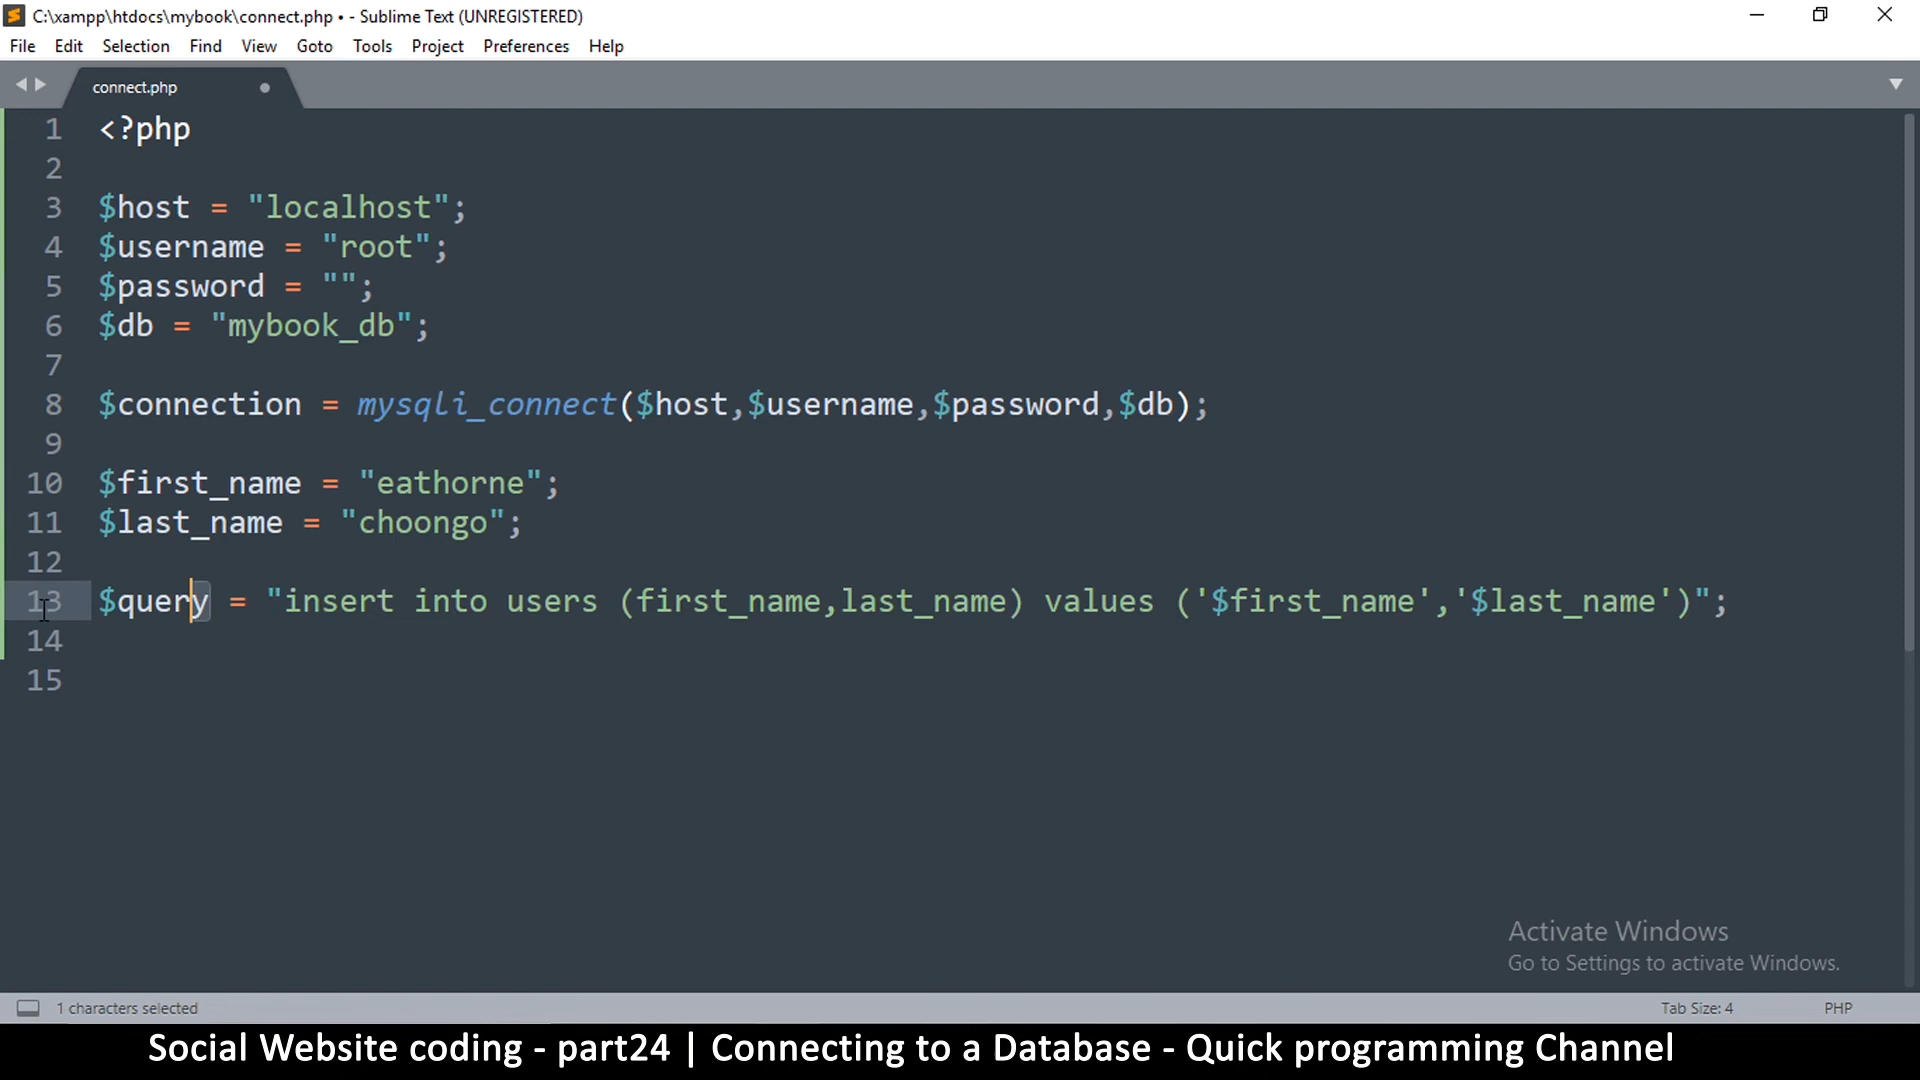 C:\xampp\htdocs\mybook\connect.php • - Sublime Text (UNREGISTERED)
File Edit Selection Find View Goto Tools Project Preferences Help
connect.php
1 <?php
2
3 $host = "localhost";
4 $username = "root";
5 $password = "";
6 $db = "mybook_db";
7
8 $connection = mysqli_connect($host,$username,$password,$db);
9
10 $first_name = "eathorne";
11 $last_name = "choongo";
12
13 $query = "insert into users (first_name,last_name) values ('$first_name','$last_name')";
14
15
Activate Windows
Go to Settings to activate Windows.
1 characters selected Tab Size: 4 PHP
Social Website coding - part24 | Connecting to a Database - Quick programming Channel